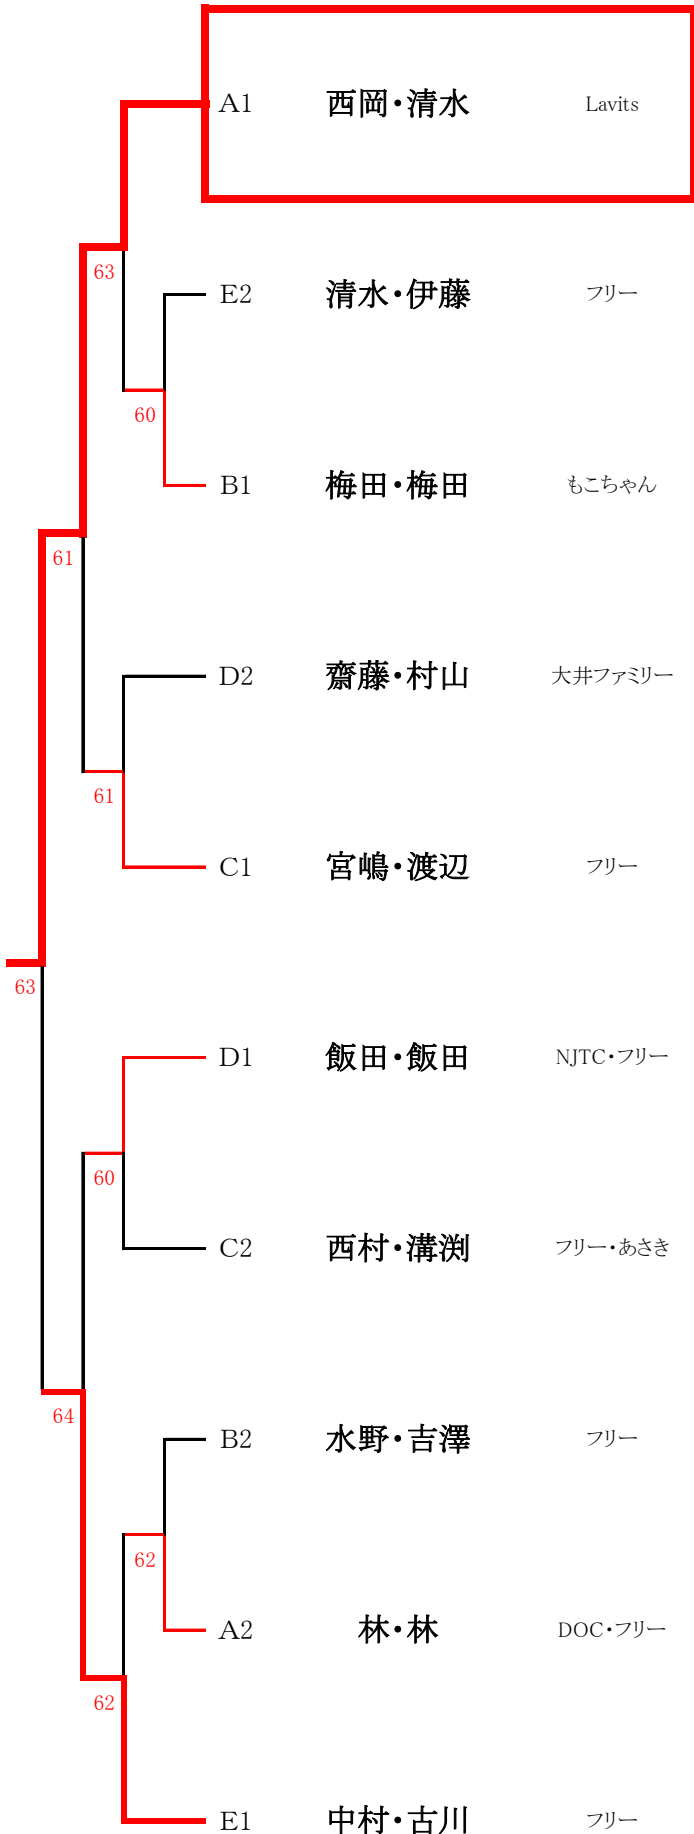 A1 西岡・清水 Lavits
63
E2 清水・伊藤 フリー
60
B1 梅田・梅田 もこちゃん
61
D2 齋藤・村山 大井ファミリー
61
C1 宮嶋・渡辺 フリー
63
D1 飯田・飯田 NJTC・フリー
60
C2 西村・溝渕 フリー・あさき
64
B2 水野・吉澤 フリー
62
A2 林・林 DOC・フリー
62
E1 中村・古川 フリー